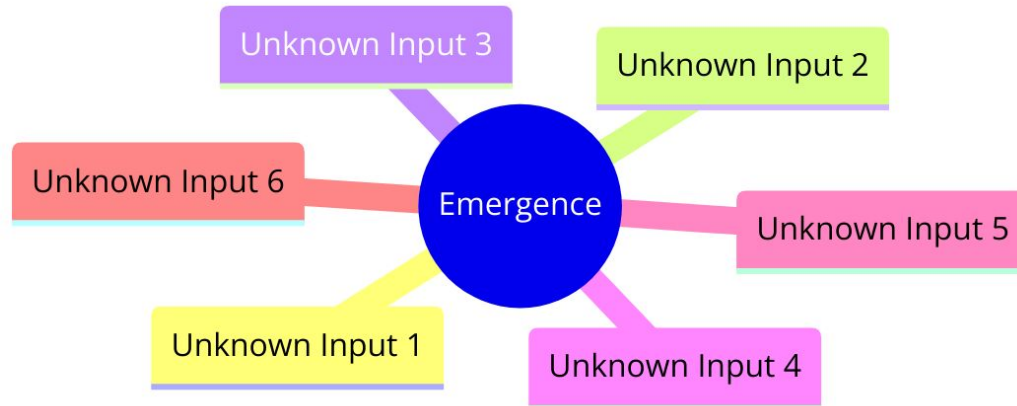 Unknown Input 3
Unknown Input 2
Unknown Input 6
Emergence
Unknown Input 5
Unknown Input 1
Unknown Input 4